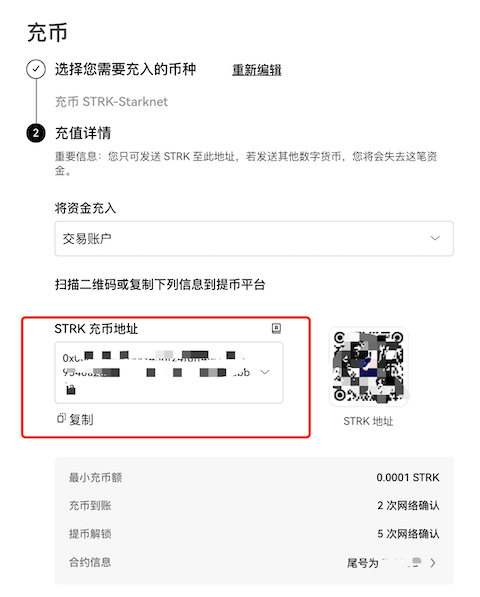 充币
选择您需要充入的币种 重新编辑
充币 STRK-Starknet
2 充值详情
重要信息：您只可发送 STRK 至此地址，若发送其他数字货币，您将会失去这笔资
金。
将资金充入
交易账户
扫描二维码或复制下列信息到提币平台
STRK 充币地址
复制
STRK 地址
最小充币额 0.0001 STRK
充币到账 2 次网络确认
提币解锁 5 次网络确认
合约信息 尾号为